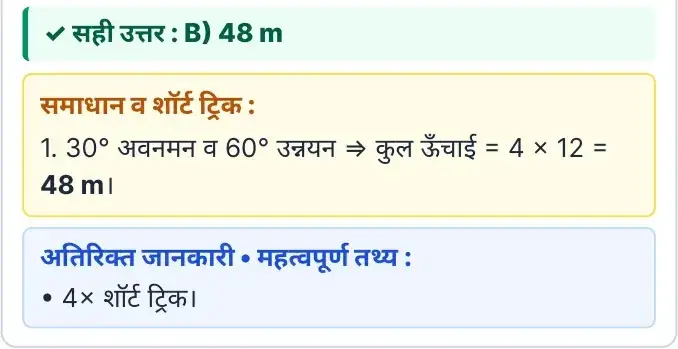 ✓ सही उत्तर : B) 48 m
समाधान व शॉर्ट ट्रिक :
1. 30° अवनमन व 60° उन्नयन ⇒ कुल ऊँचाई = 4 × 12 =
48 m।
अतिरिक्त जानकारी • महत्वपूर्ण तथ्य :
• 4× शॉर्ट ट्रिक।